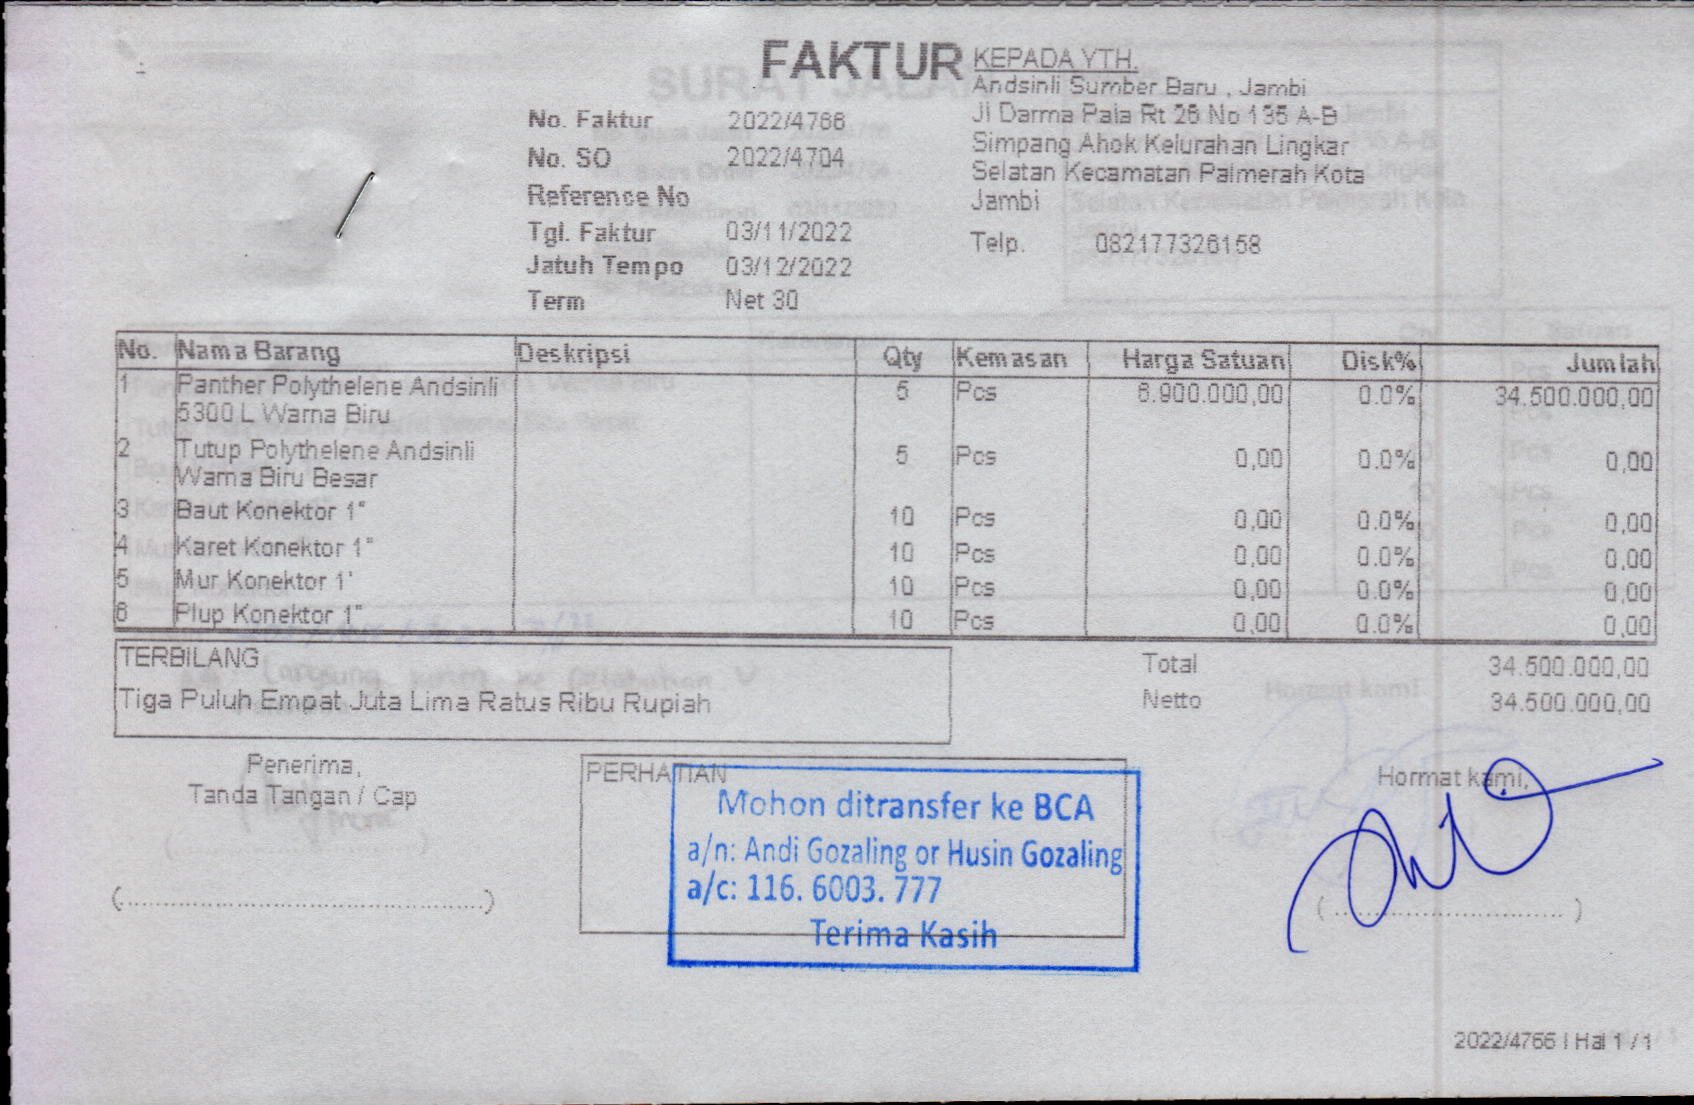 FAKTUR
KEPADA YTH.
Andsinli Sumber Baru , Jambi
Jl Darma Pala Rt 26 No 135 A-B
Simpang Ahok Kelurahan Lingkar
Selatan Kecamatan Palmerah Kota
Jambi
Telp. 082177326158
No. Faktur 2022/4766
No. SO 2022/4704
Reference No
Tgl. Faktur 03/11/2022
Jatuh Tempo 03/12/2022
Term Net 30
No. Nama Barang Deskripsi Qty Kemasan Harga Satuan Disk% Jumlah
1 Panther Polythelene Andsinli 5 Pcs 6.900.000,00 0.0% 34.500.000,00
5300 L Warna Biru
2 Tutup Polythelene Andsinli 5 Pcs 0,00 0.0% 0,00
Warna Biru Besar
3 Baut Konektor 1" 10 Pcs 0,00 0.0% 0,00
4 Karet Konektor 1" 10 Pcs 0,00 0.0% 0,00
5 Mur Konektor 1' 10 Pcs 0,00 0.0% 0,00
6 Plup Konektor 1" 10 Pcs 0,00 0.0% 0,00
TERBILANG
Tiga Puluh Empat Juta Lima Ratus Ribu Rupiah
Total 34.500.000,00
Netto 34.500.000,00
Penerima,
Tanda Tangan / Cap
(....................................................)
PERHATIAN
Mohon ditransfer ke BCA
a/n: Andi Gozaling or Husin Gozaling
a/c: 116. 6003. 777
Terima Kasih
Hormat kami,
(.................................)
2022/4766 | Hal 1 / 1